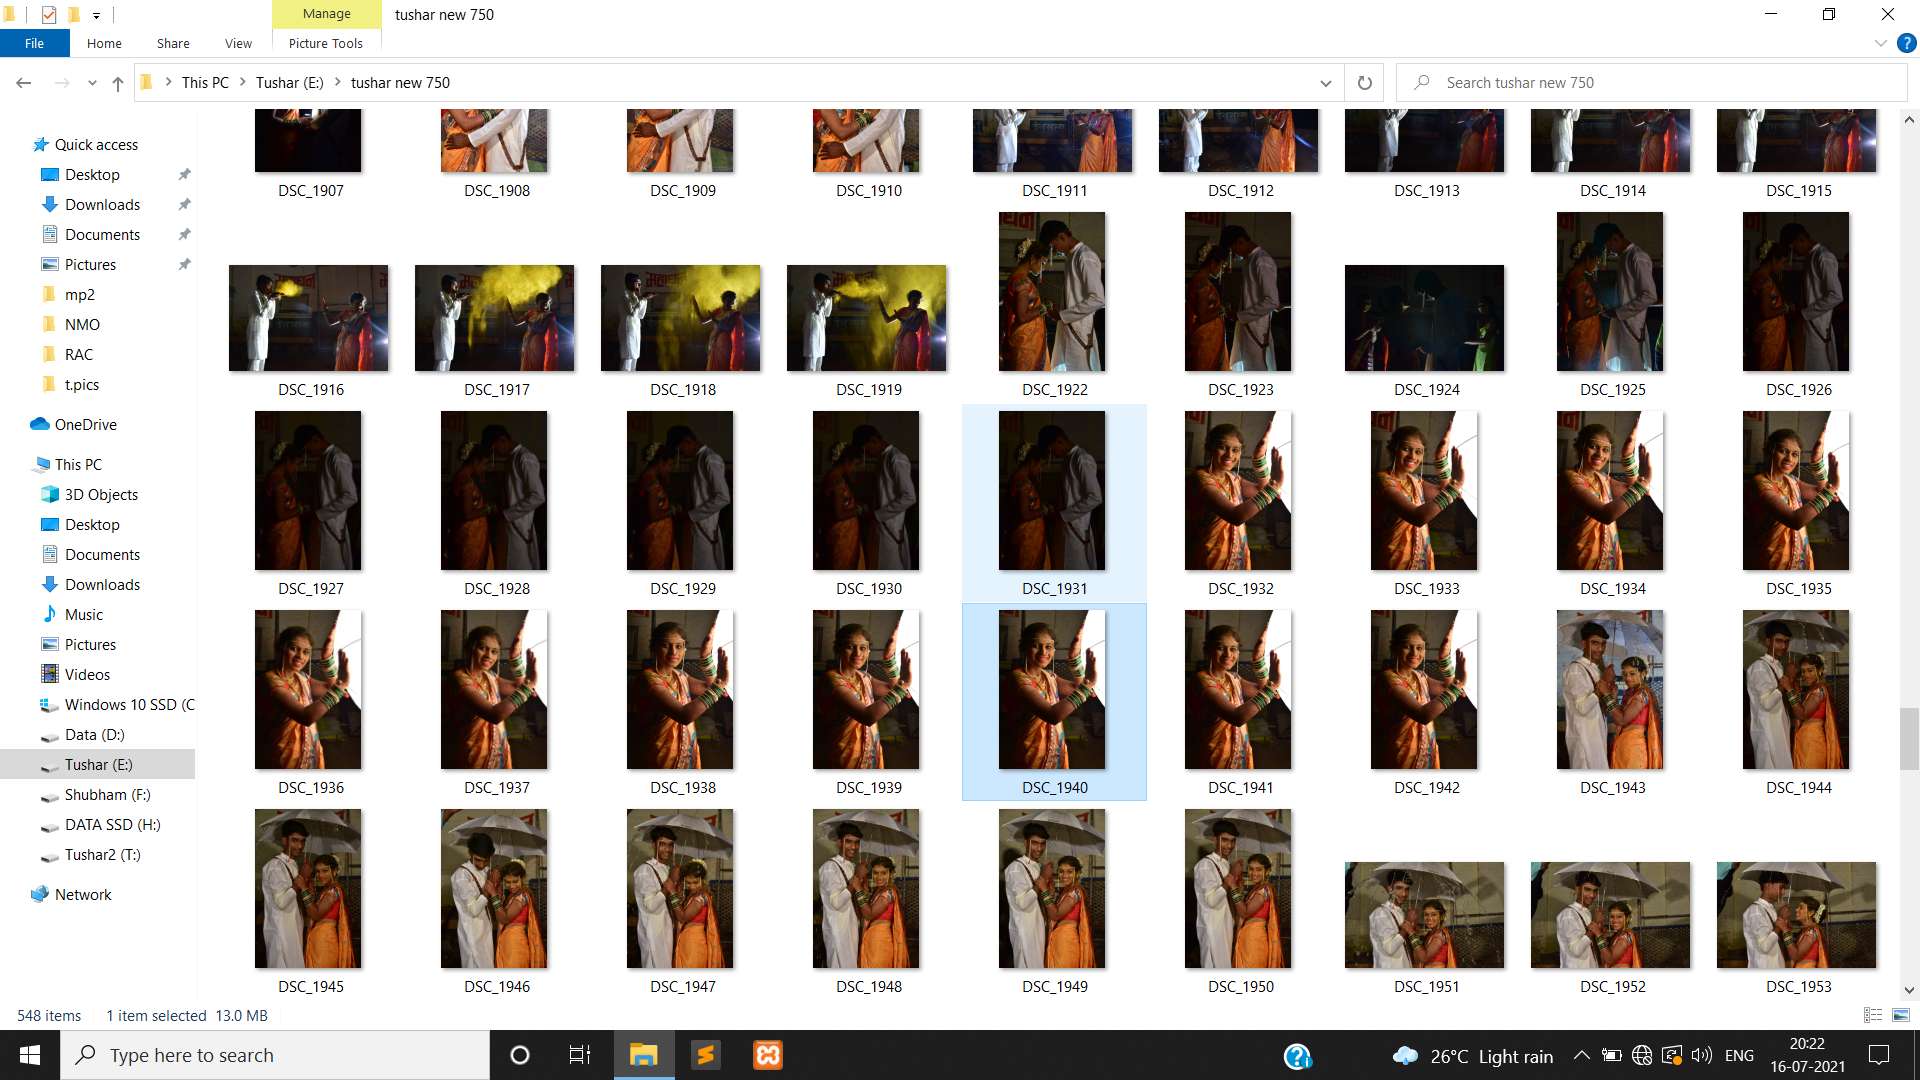 Manage
tushar new 750
File
Home
Share
View
Picture Tools
This PC
Tushar (E:)
tushar new 750
Search tushar new 750
Quick access
Desktop
Downloads
Documents
Pictures
mp2
NMO
RAC
t.pics
OneDrive
This PC
3D Objects
Desktop
Documents
Downloads
Music
Pictures
Videos
Windows 10 SSD (C
Data (D:)
Tushar (E:)
Shubham (F:)
DATA SSD (H:)
Tushar2 (T:)
Network
DSC_1907 DSC_1908 DSC_1909 DSC_1910 DSC_1911 DSC_1912 DSC_1913 DSC_1914 DSC_1915
DSC_1916 DSC_1917 DSC_1918 DSC_1919 DSC_1922 DSC_1923 DSC_1924 DSC_1925 DSC_1926
DSC_1927 DSC_1928 DSC_1929 DSC_1930 DSC_1931 DSC_1932 DSC_1933 DSC_1934 DSC_1935
DSC_1936 DSC_1937 DSC_1938 DSC_1939 DSC_1940 DSC_1941 DSC_1942 DSC_1943 DSC_1944
DSC_1945 DSC_1946 DSC_1947 DSC_1948 DSC_1949 DSC_1950 DSC_1951 DSC_1952 DSC_1953
548 items 1 item selected 13.0 MB
Type here to search
26°C Light rain
ENG
20:22
16-07-2021